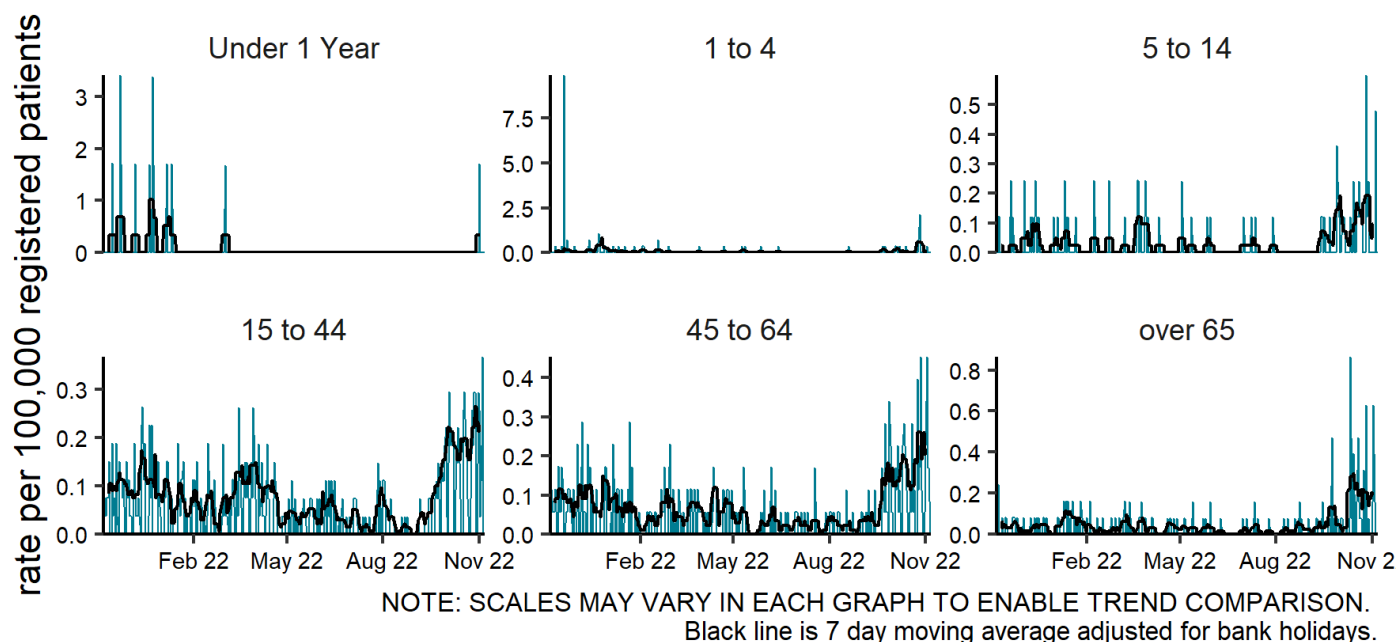 rate per 100,000 registered patients
Under 1 Year
1 to 4
5 to 14
3
2
1
0
7.5
5.0
2.5
0.0
0.5
0.4
0.3
0.2
0.1
0.0
15 to 44
45 to 64
over 65
0.3
0.2
0.1
0.0
0.4
0.3
0.2
0.1
0.0
0.8
0.6
0.4
0.2
0.0
Feb 22 May 22 Aug 22 Nov 22
Feb 22 May 22 Aug 22 Nov 22
Feb 22 May 22 Aug 22 Nov 2
NOTE: SCALES MAY VARY IN EACH GRAPH TO ENABLE TREND COMPARISON.
Black line is 7 day moving average adjusted for bank holidays.